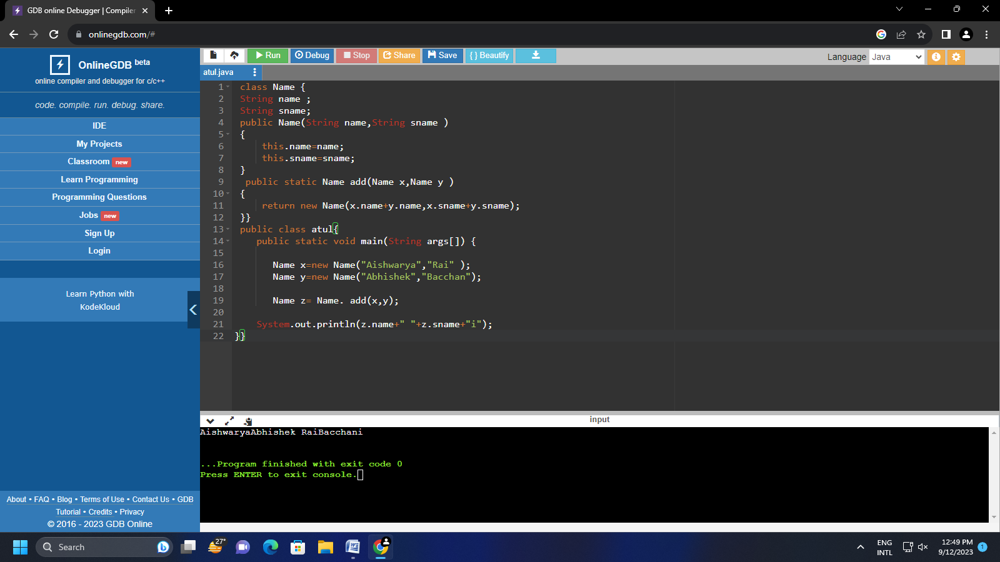 GDB online Debugger | Compiler
onlinegdb.com/#
OnlineGDB beta
online compiler and debugger for c/c++
code. compile. run. debug. share.
IDE
My Projects
Classroom new
Learn Programming
Programming Questions
Jobs new
Sign Up
Login
Learn Python with
KodeKloud
About • FAQ • Blog • Terms of Use • Contact Us • GDB
Tutorial • Credits • Privacy
© 2016 - 2023 GDB Online
Run Debug Stop Share Save { } Beautify
Language Java
atul.java
1 class Name {
2 String name ;
3 String sname;
4 public Name(String name,String sname )
5 {
6 this.name=name;
7 this.sname=sname;
8 }
9 public static Name add(Name x,Name y )
10 {
11 return new Name(x.name+y.name,x.sname+y.sname);
12 }}
13 public class atul{
14 public static void main(String args[]) {
15
16 Name x=new Name("Aishwarya","Rai" );
17 Name y=new Name("Abhishek","Bacchan");
18
19 Name z= Name. add(x,y);
20
21 System.out.println(z.name+" "+z.sname+"i");
22 }}
input
AishwaryaAbhishek RaiBacchani
...Program finished with exit code 0
Press ENTER to exit console.
Search
27°
ENG
INTL
12:49 PM
9/12/2023
1